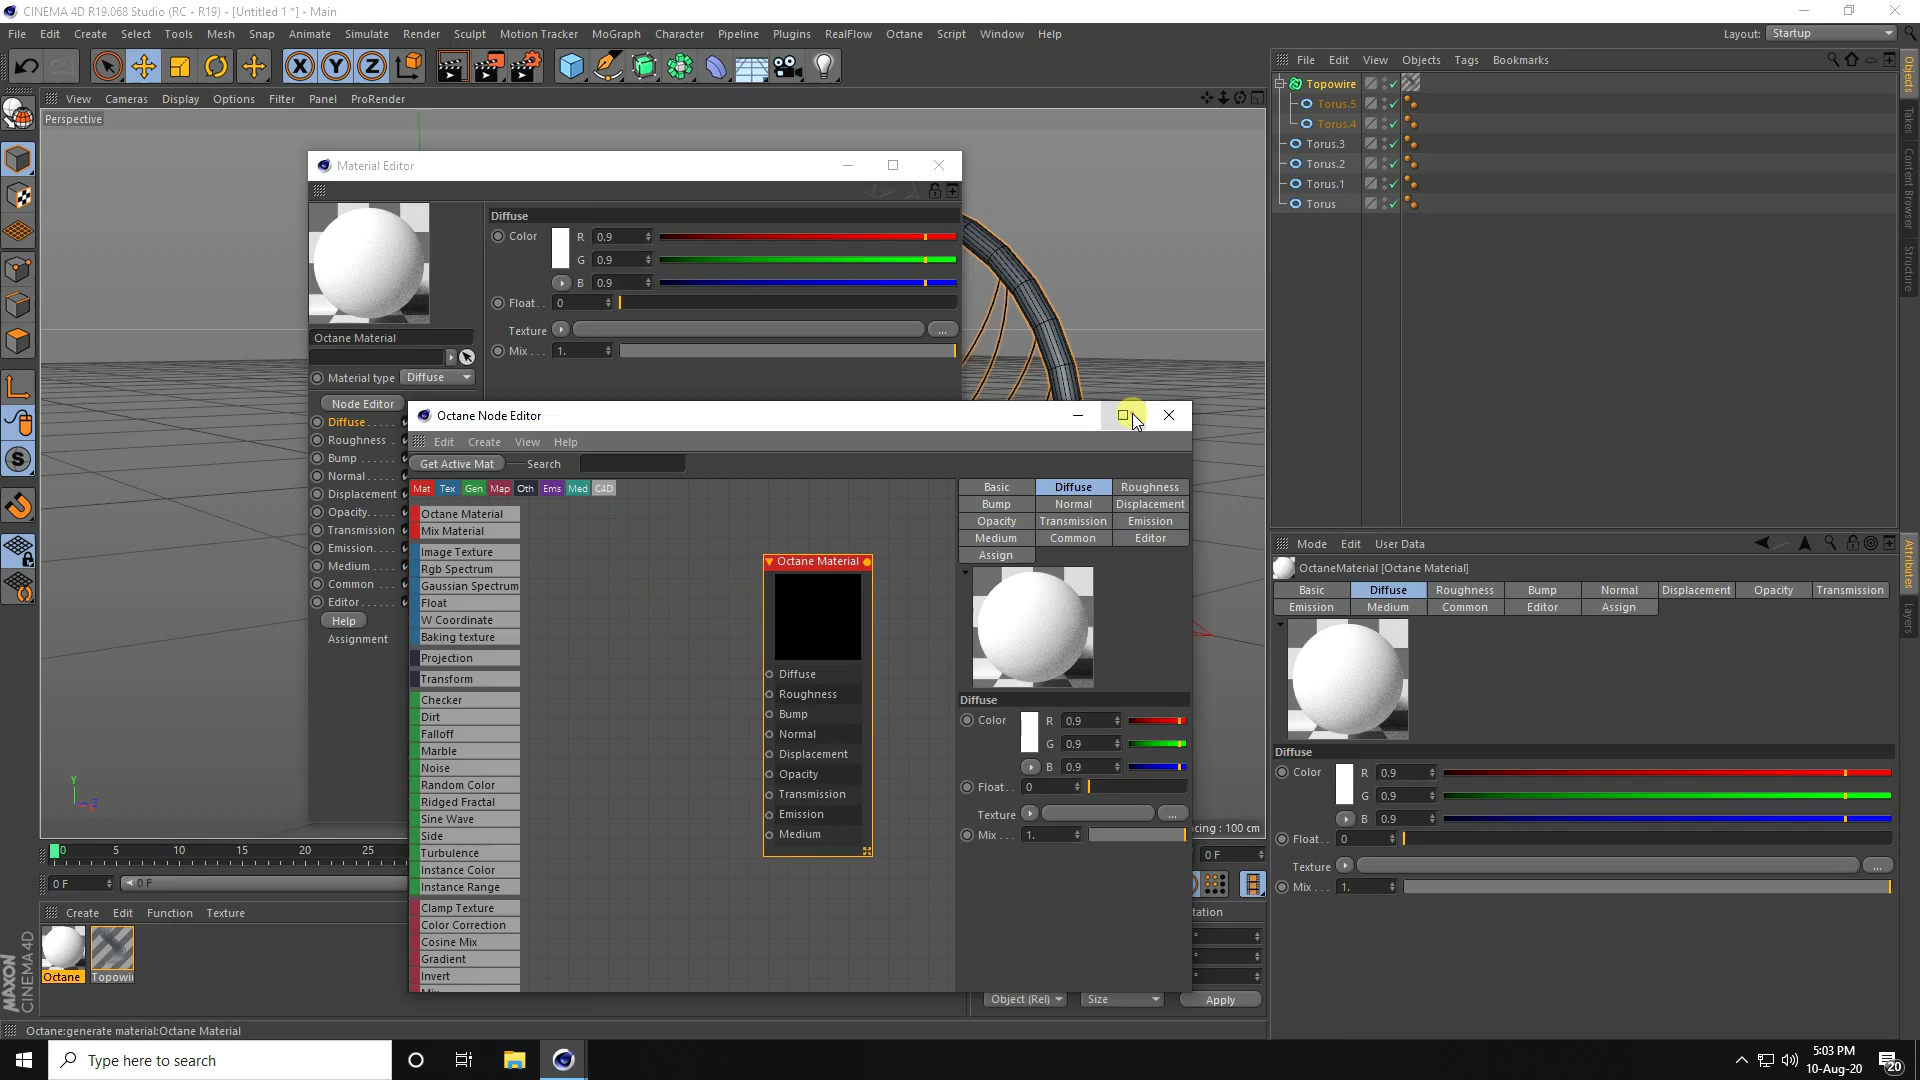 CINEMA 4D R19.068 Studio (RC - R19) - [Untitled 1 *] - Main
File Edit Create Select Tools Mesh Snap Animate Simulate Render Sculpt Motion Tracker MoGraph Character Pipeline Plugins RealFlow Octane Script Window Help
Layout: Startup
View Cameras Display Options Filter Panel ProRender
Perspective
File Edit View Objects Tags Bookmarks
Topowire
Torus.5
Torus.4
Torus.3
Torus.2
Torus.1
Torus
Objects
Takes
Content Browser
Structure
Material Editor
Diffuse
Color R 0.9
G 0.9
B 0.9
Float. . 0
Texture ...
Mix . . . 1.
Octane Material
Material type Diffuse
Node Editor
Diffuse. . . . .
Roughness .
Bump . . . . . .
Normal. . . . .
Displacement
Opacity. . . . .
Transmission
Emission. . . .
Medium . . . .
Common . . .
Editor . . . . . .
Help
Assignment
Octane Node Editor
Edit Create View Help
Get Active Mat Search
Mat Tex Gen Map Oth Ems Med C4D
Octane Material
Mix Material
Image Texture
Rgb Spectrum
Gaussian Spectrum
Float
W Coordinate
Baking texture
Projection
Transform
Checker
Dirt
Falloff
Marble
Noise
Random Color
Ridged Fractal
Sine Wave
Side
Turbulence
Instance Color
Instance Range
Clamp Texture
Color Correction
Cosine Mix
Gradient
Invert
Octane Material
Diffuse
Roughness
Bump
Normal
Displacement
Opacity
Transmission
Emission
Medium
Basic Diffuse Roughness
Bump Normal Displacement
Opacity Transmission Emission
Medium Common Editor
Assign
Diffuse
Color R 0.9
G 0.9
B 0.9
Float. . 0
Texture ...
Mix . . . 1.
Mode Edit User Data
OctaneMaterial [Octane Material]
Basic Diffuse Roughness Bump Normal Displacement Opacity Transmission
Emission Medium Common Editor Assign
Diffuse
Color R 0.9
G 0.9
B 0.9
Float. . 0
Texture ...
Mix . . . 1.
Attributes
Layers
Y
Z
cing : 100 cm
0 5 10 15 20 25
0 F 0 F
0 F
Create Edit Function Texture
Octane Topowir
tation
Object (Rel) Size Apply
MAXON
CINEMA 4D
Octane:generate material:Octane Material
Type here to search
5:03 PM
10-Aug-20
20